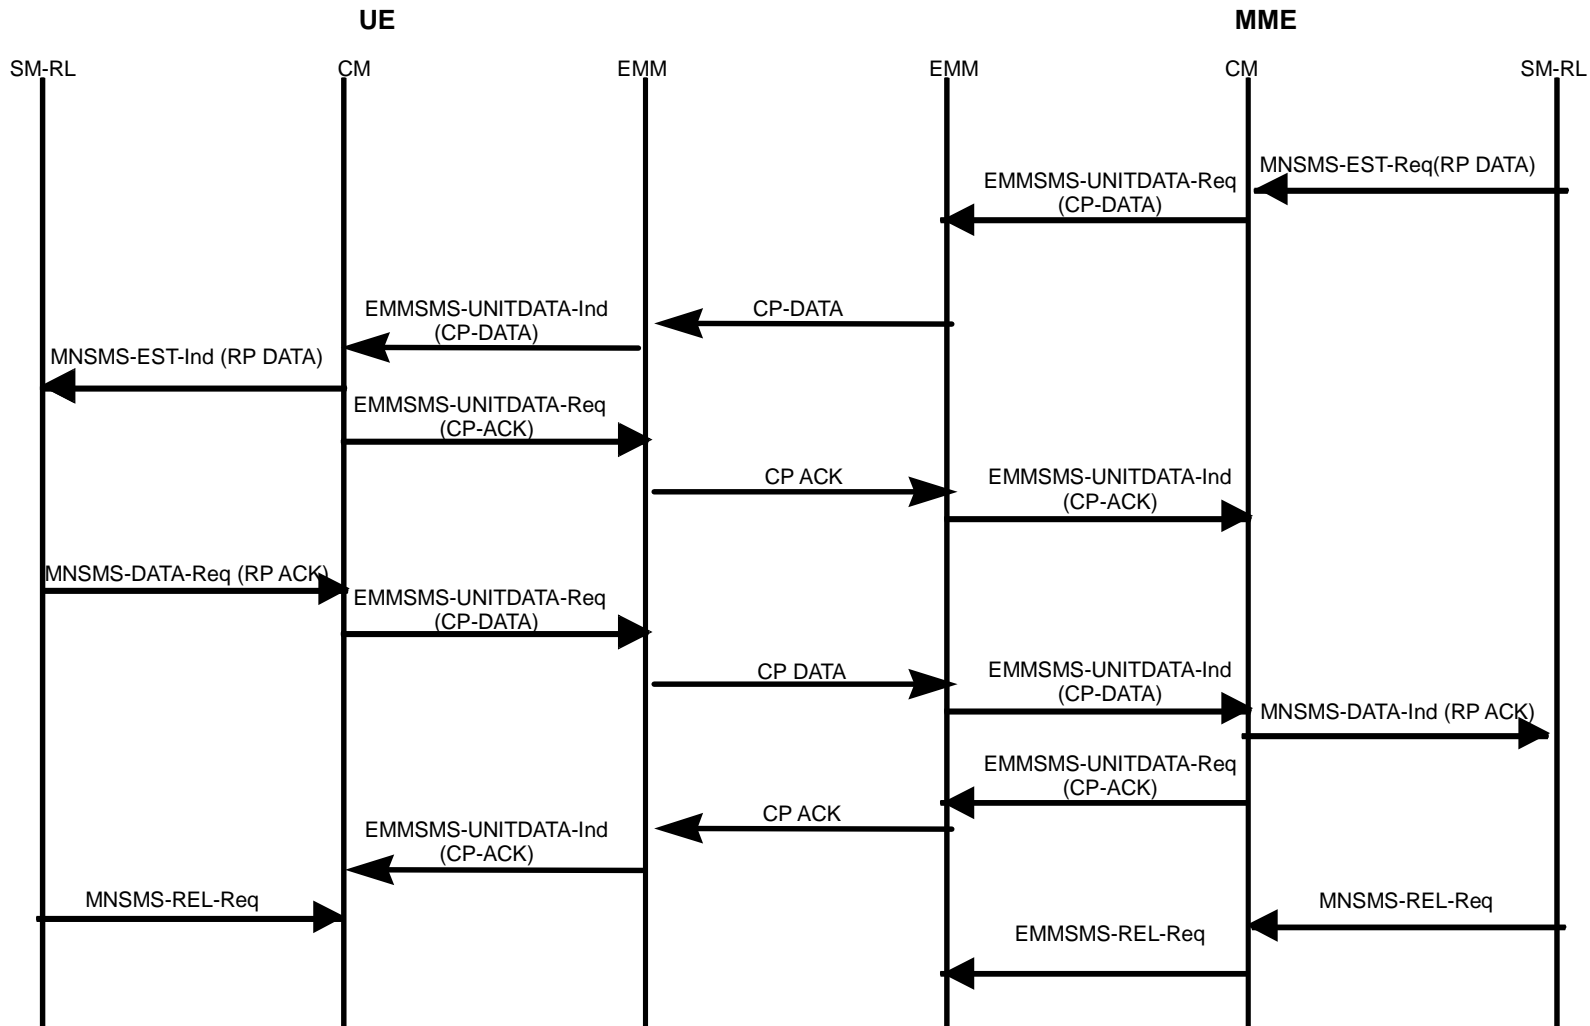 UE
MME
SM-RL
CM
EMM
EMM
CM
SM-RL
MNSMS-EST-Req(RP DATA)
EMMSMS-UNITDATA-Req
(CP-DATA)
CP-DATA
EMMSMS-UNITDATA-Ind
(CP-DATA)
MNSMS-EST-Ind (RP DATA)
EMMSMS-UNITDATA-Req
(CP-ACK)
CP ACK
EMMSMS-UNITDATA-Ind
(CP-ACK)
MNSMS-DATA-Req (RP ACK)
EMMSMS-UNITDATA-Req
(CP-DATA)
CP DATA
EMMSMS-UNITDATA-Ind
(CP-DATA)
MNSMS-DATA-Ind (RP ACK)
EMMSMS-UNITDATA-Req
(CP-ACK)
CP ACK
EMMSMS-UNITDATA-Ind
(CP-ACK)
MNSMS-REL-Req
MNSMS-REL-Req
EMMSMS-REL-Req